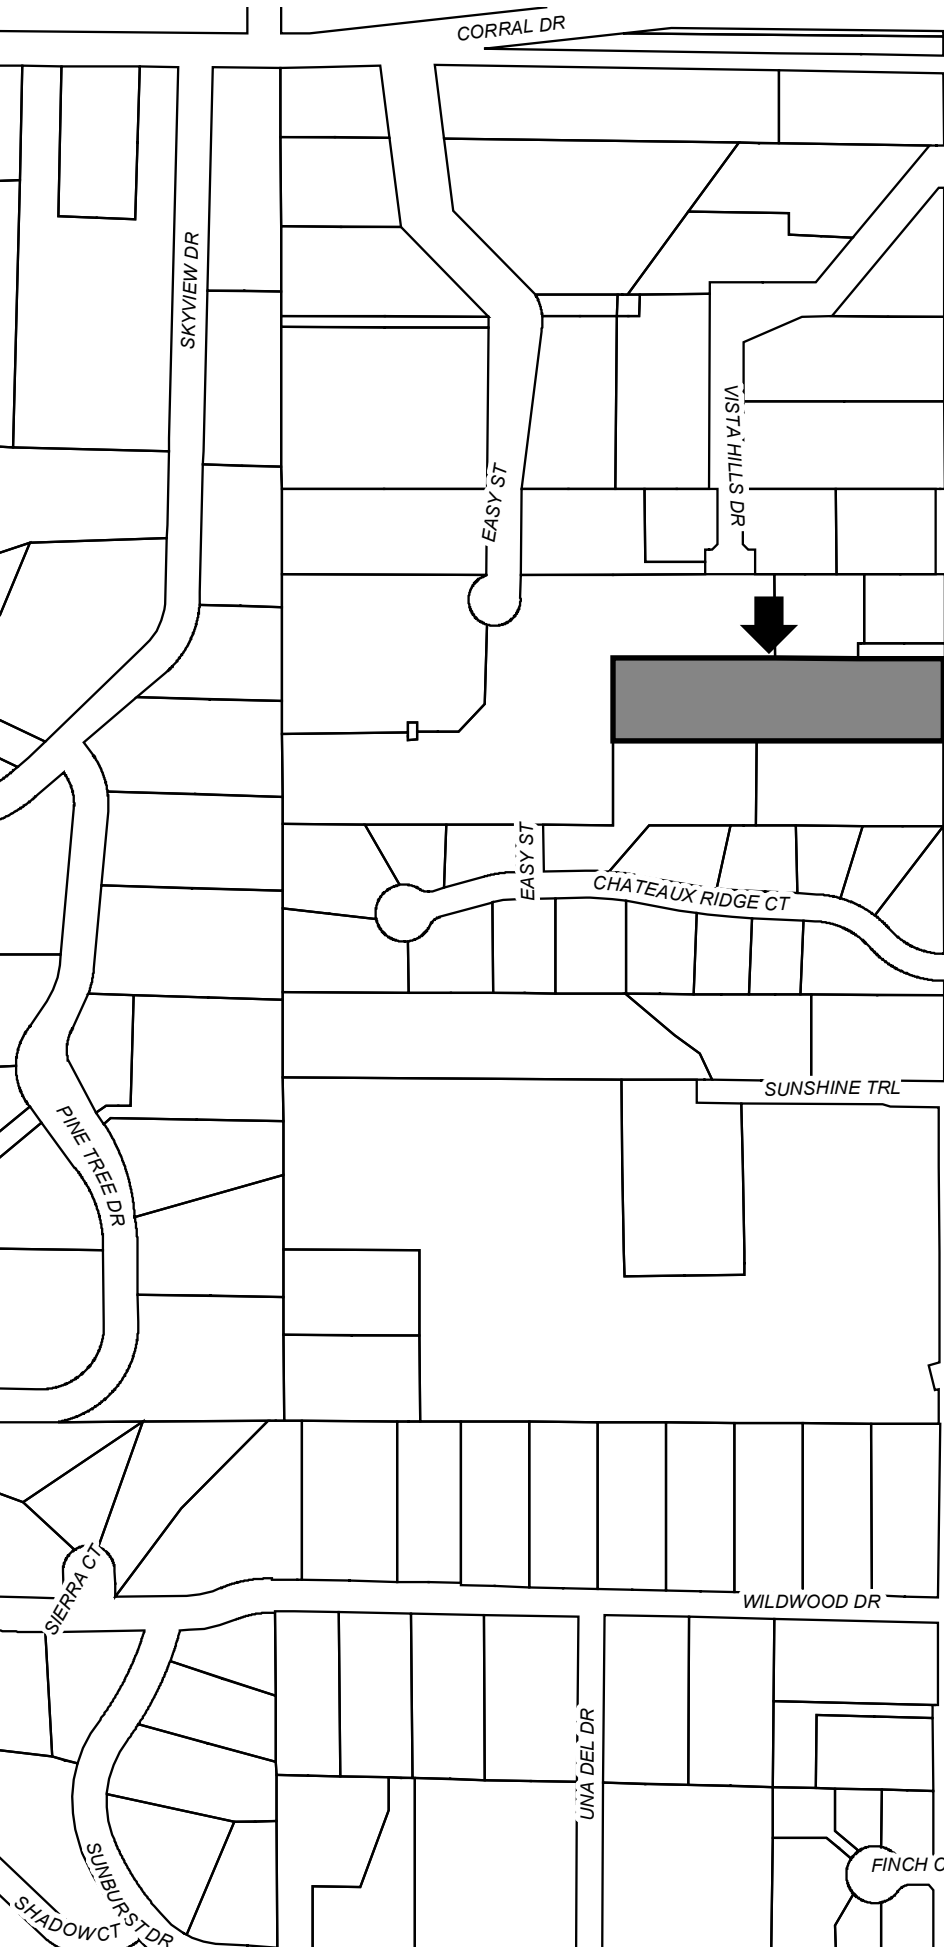 CORRAL DR
SKYVIEW DR
VISTA HILLS DR
EASY ST
EASY ST
CHATEAUX RIDGE CT
SUNSHINE TRL
PINE TREE DR
SIERRA CT
WILDWOOD DR
UNA DEL DR
SUNBURST DR
FINCH C
SHADOW CT